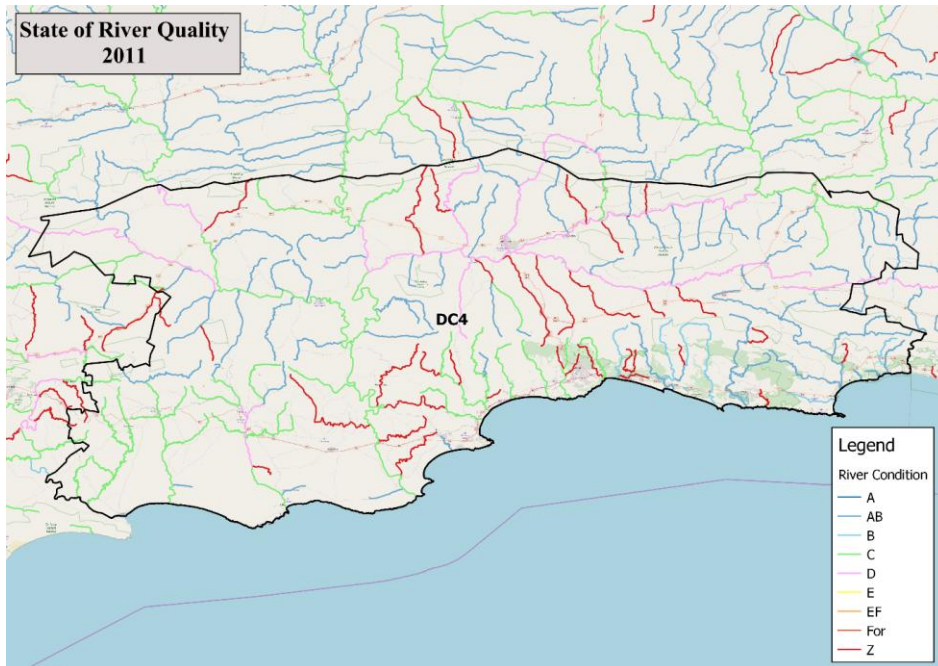 State of River Quality
2011
DC4
Legend
River Condition
A
AB
B
C
D
E
EF
For
Z